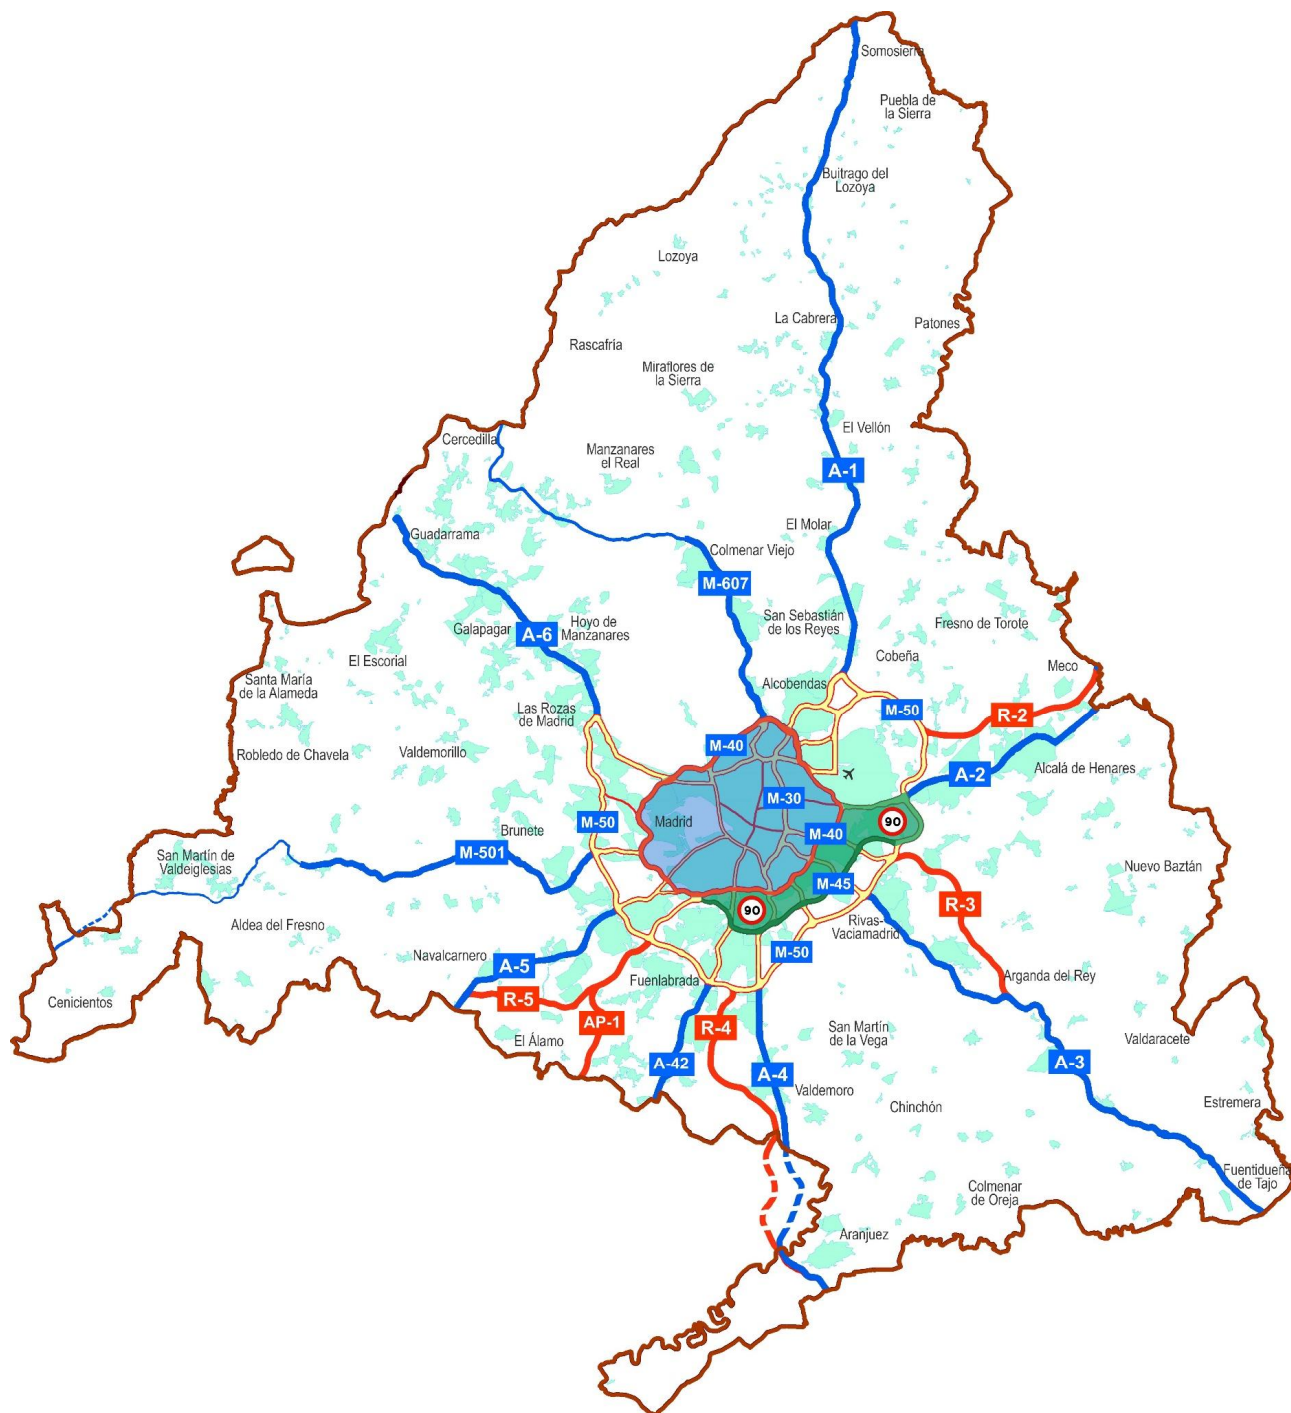 Somosierra
Puebla de
la Sierra
Buitrago del
Lozoya
Lozoya
La Cabrera
Patones
Rascafría
Miraflores de
la Sierra
El Vellón
Cercedilla
Manzanares
el Real
A-1
El Molar
Guadarrama
Colmenar Viejo
M-607
San Sebastián
de los Reyes
Fresno de Torote
Hoyo de
Manzanares
Galapagar
A-6
Cobeña
El Escorial
Meco
Santa María
de la Alameda
Alcobendas
Las Rozas
de Madrid
M-50
R-2
M-40
Robledo de Chavela
Valdemorillo
A-2
Alcalá de Henares
M-30
Madrid
M-50
90
M-40
Brunete
M-501
San Martín de
Valdeiglesias
Nuevo Baztán
M-45
R-3
90
Rivas-
Vaciamadrid
Aldea del Fresno
M-50
Navalcarnero
A-5
Fuenlabrada
Arganda del Rey
Cenicientos
R-5
AP-1
R-4
San Martín
de la Vega
Valdaracete
El Álamo
A-42
A-4
A-3
Valdemoro
Chinchón
Estremera
Fuentidueña
de Tajo
Colmenar
de Oreja
Aranjuez